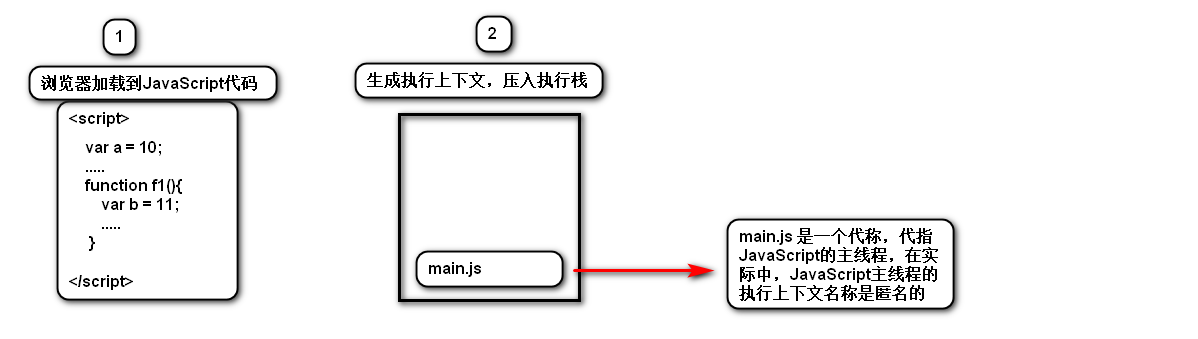 1
浏览器加载到JavaScript代码
<script>
var a = 10;
.....
function f1(){
var b = 11;
.....
}
</script>
2
生成执行上下文，压入执行栈
main.js
main.js 是一个代称，代指
JavaScript的主线程，在实
际中，JavaScript主线程的
执行上下文名称是匿名的